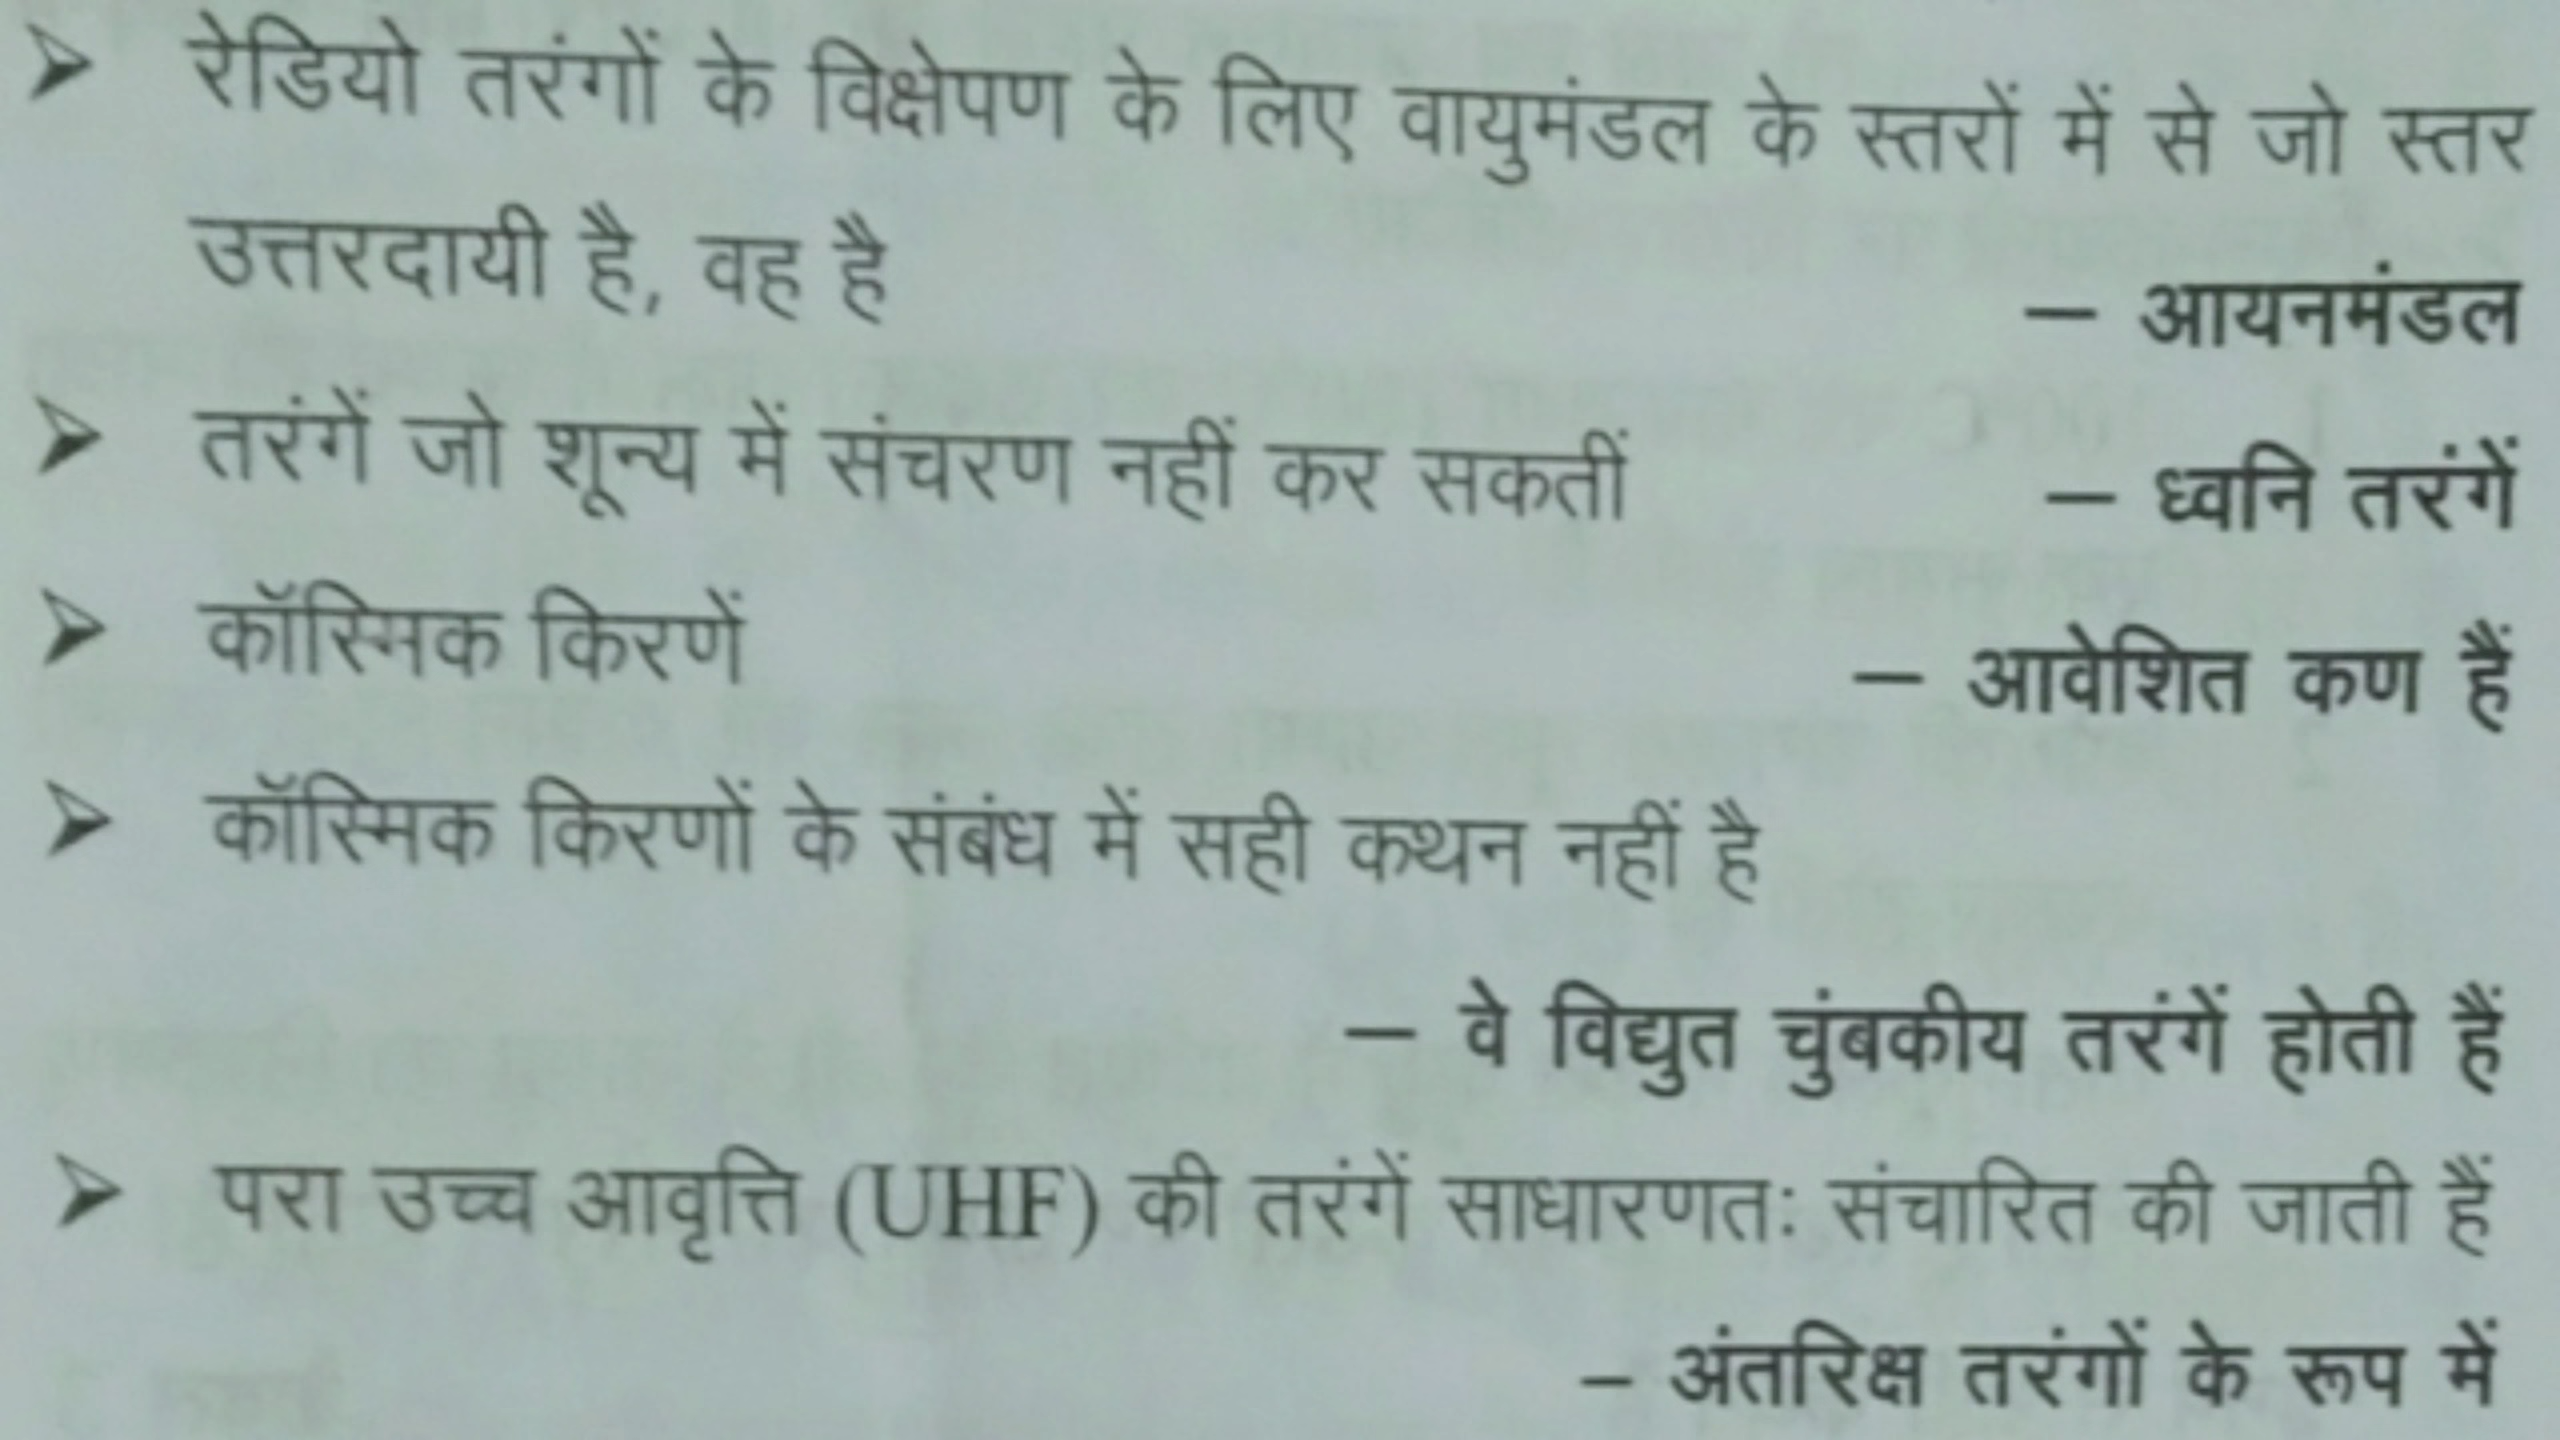 ➢ रेडियो तरंगों के विक्षेपण के लिए वायुमंडल के स्तरों में से जो स्तर
उत्तरदायी है, वह है – आयनमंडल
➢ तरंगें जो शून्य में संचरण नहीं कर सकतीं – ध्वनि तरंगें
➢ कॉस्मिक किरणें – आवेशित कण हैं
➢ कॉस्मिक किरणों के संबंध में सही कथन नहीं है
– वे विद्युत चुंबकीय तरंगें होती हैं
➢ परा उच्च आवृत्ति (UHF) की तरंगें साधारणत: संचारित की जाती हैं
– अंतरिक्ष तरंगों के रूप में